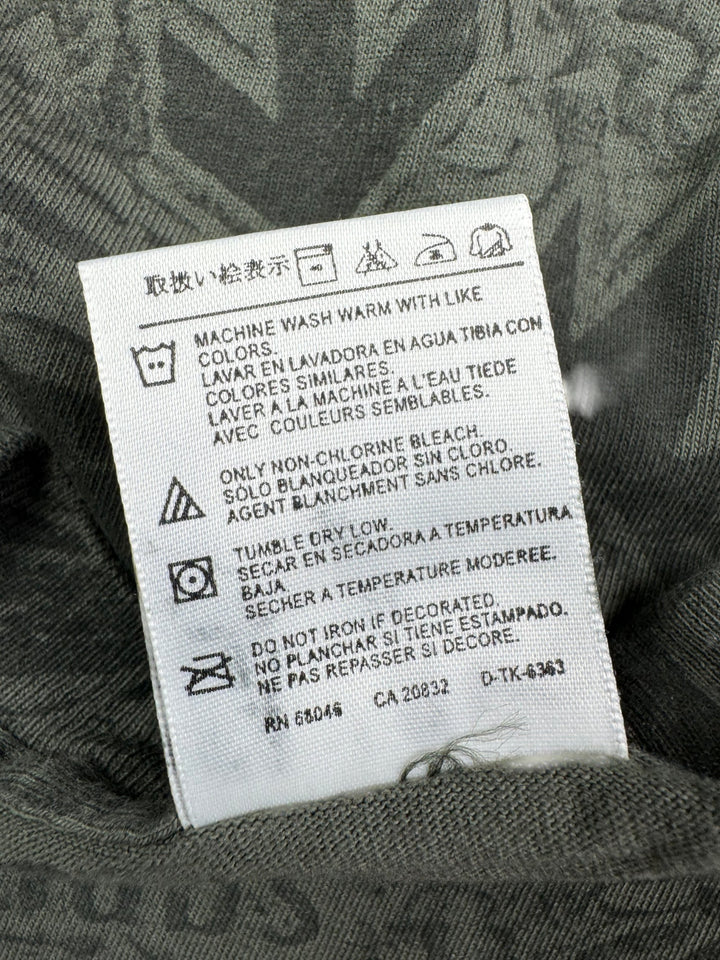 取扱い絵表示
40
MACHINE WASH WARM WITH LIKE
COLORS.
LAVAR EN LAVADORA EN AGUA TIBIA CON
COLORES SIMILARES.
LAVER A LA MACHINE A L'EAU TIEDE
AVEC COULEURS SEMBLABLES.
ONLY NON-CHLORINE BLEACH.
SÓLO BLANQUEADOR SIN CLORO.
AGENT BLANCHMENT SANS CHLORE.
TUMBLE DRY LOW.
SECAR EN SECADORA A TEMPERATURA
BAJA.
SECHER A TEMPERATURE MODEREE.
DO NOT IRON IF DECORATED.
NO PLANCHAR SI TIENE ESTAMPADO.
NE PAS REPASSER SI DECORE.
RN 68046 CA 20832 D-TK-6363